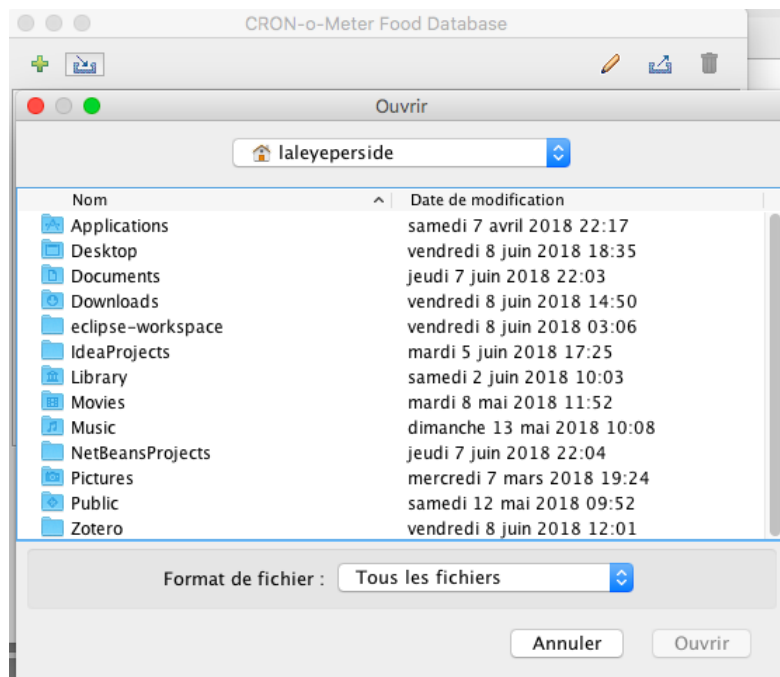 CRON-o-Meter Food Database
Ouvrir
laleyeperside
Nom Date de modification
Applications samedi 7 avril 2018 22:17
Desktop vendredi 8 juin 2018 18:35
Documents jeudi 7 juin 2018 22:03
Downloads vendredi 8 juin 2018 14:50
eclipse-workspace vendredi 8 juin 2018 03:06
IdeaProjects mardi 5 juin 2018 17:25
Library samedi 2 juin 2018 10:03
Movies mardi 8 mai 2018 11:52
Music dimanche 13 mai 2018 10:08
NetBeansProjects jeudi 7 juin 2018 22:04
Pictures mercredi 7 mars 2018 19:24
Public samedi 12 mai 2018 09:52
Zotero vendredi 8 juin 2018 12:01
Format de fichier : Tous les fichiers
Annuler Ouvrir